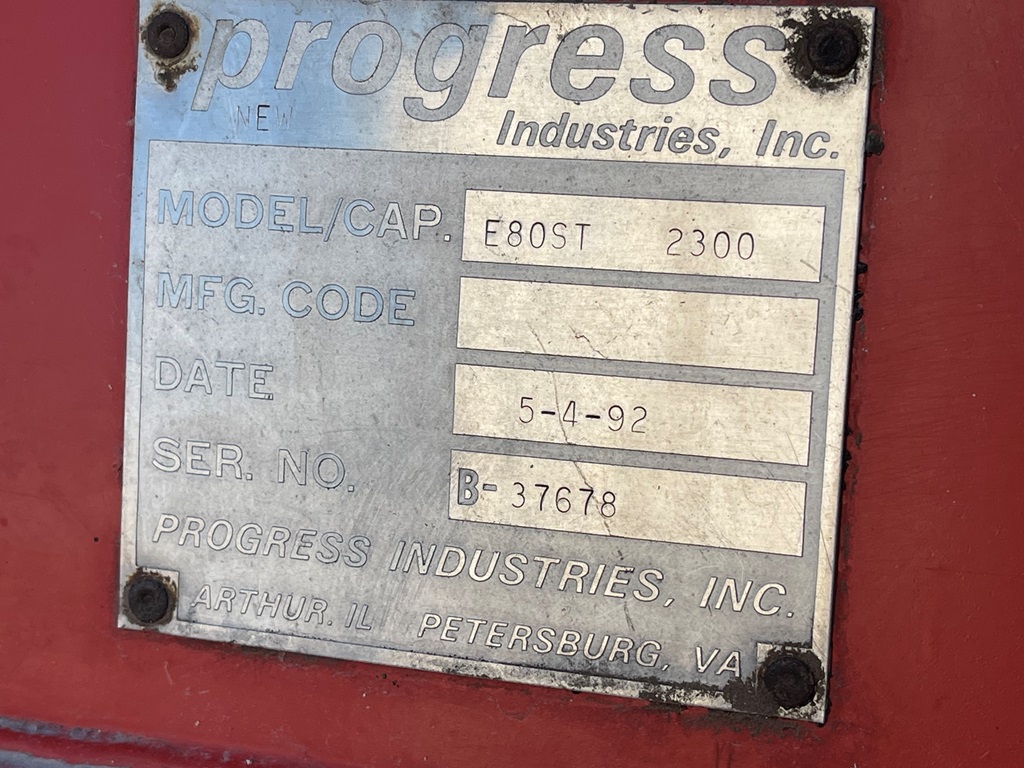 progress
NEW
Industries, Inc.
MODEL/CAP. E80ST 2300
MFG. CODE
DATE 5-4-92
SER. NO. B-37678
PROGRESS INDUSTRIES, INC.
ARTHUR. IL PETERSBURG, VA